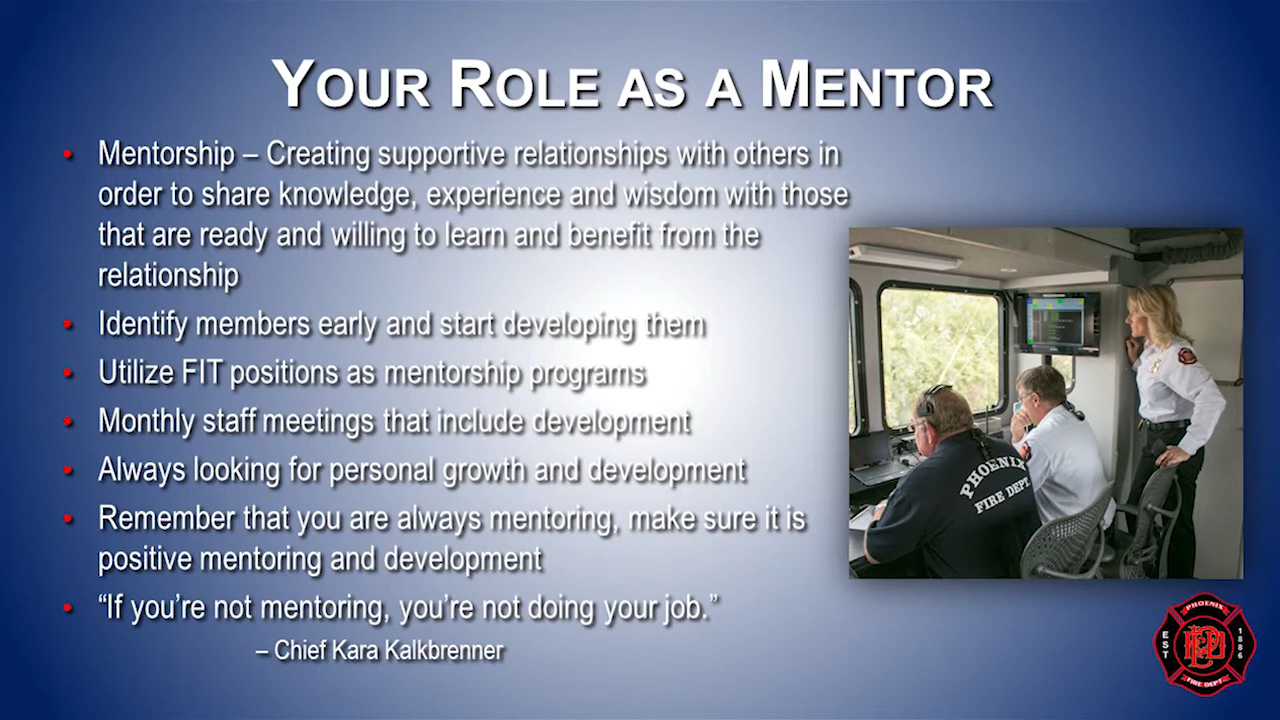 YOUR ROLE AS A MENTOR
• Mentorship – Creating supportive relationships with others in
order to share knowledge, experience and wisdom with those
that are ready and willing to learn and benefit from the
relationship
• Identify members early and start developing them
• Utilize FIT positions as mentorship programs
• Monthly staff meetings that include development
• Always looking for personal growth and development
• Remember that you are always mentoring, make sure it is
positive mentoring and development
• “If you’re not mentoring, you’re not doing your job.”
– Chief Kara Kalkbrenner
PHOENIX
FIRE DEPT.
PHOENIX
EST
1886
PFD
FIRE DEPT.